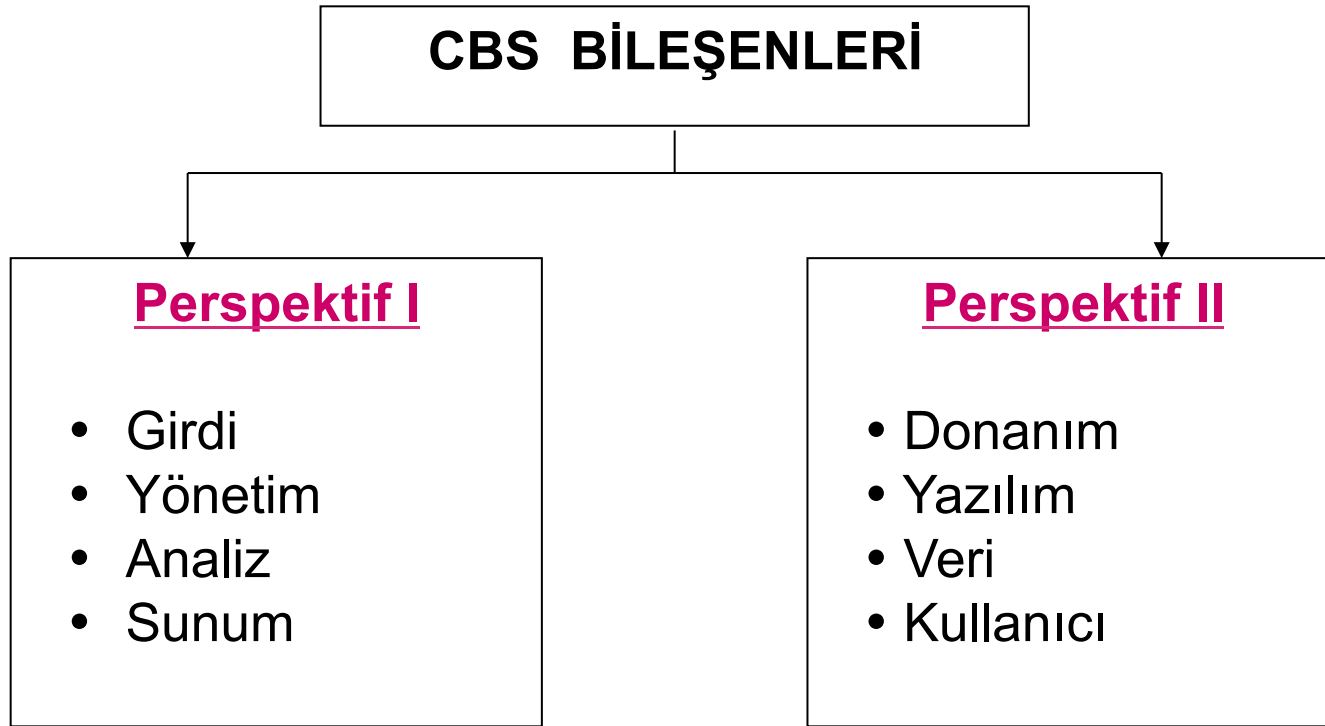 CBS BİLEŞENLERİ
Perspektif I
• Girdi
• Yönetim
• Analiz
• Sunum
Perspektif II
• Donanım
• Yazılım
• Veri
• Kullanıcı